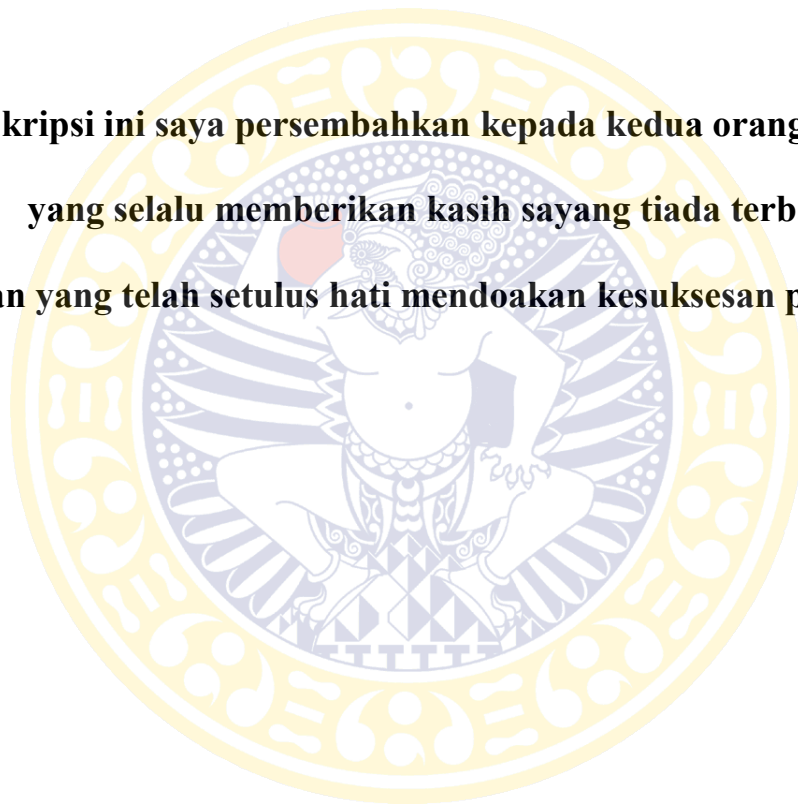 kripsi ini saya persembahkan kepada kedua orang
yang selalu memberikan kasih sayang tiada terb
an yang telah setulus hati mendoakan kesuksesan p